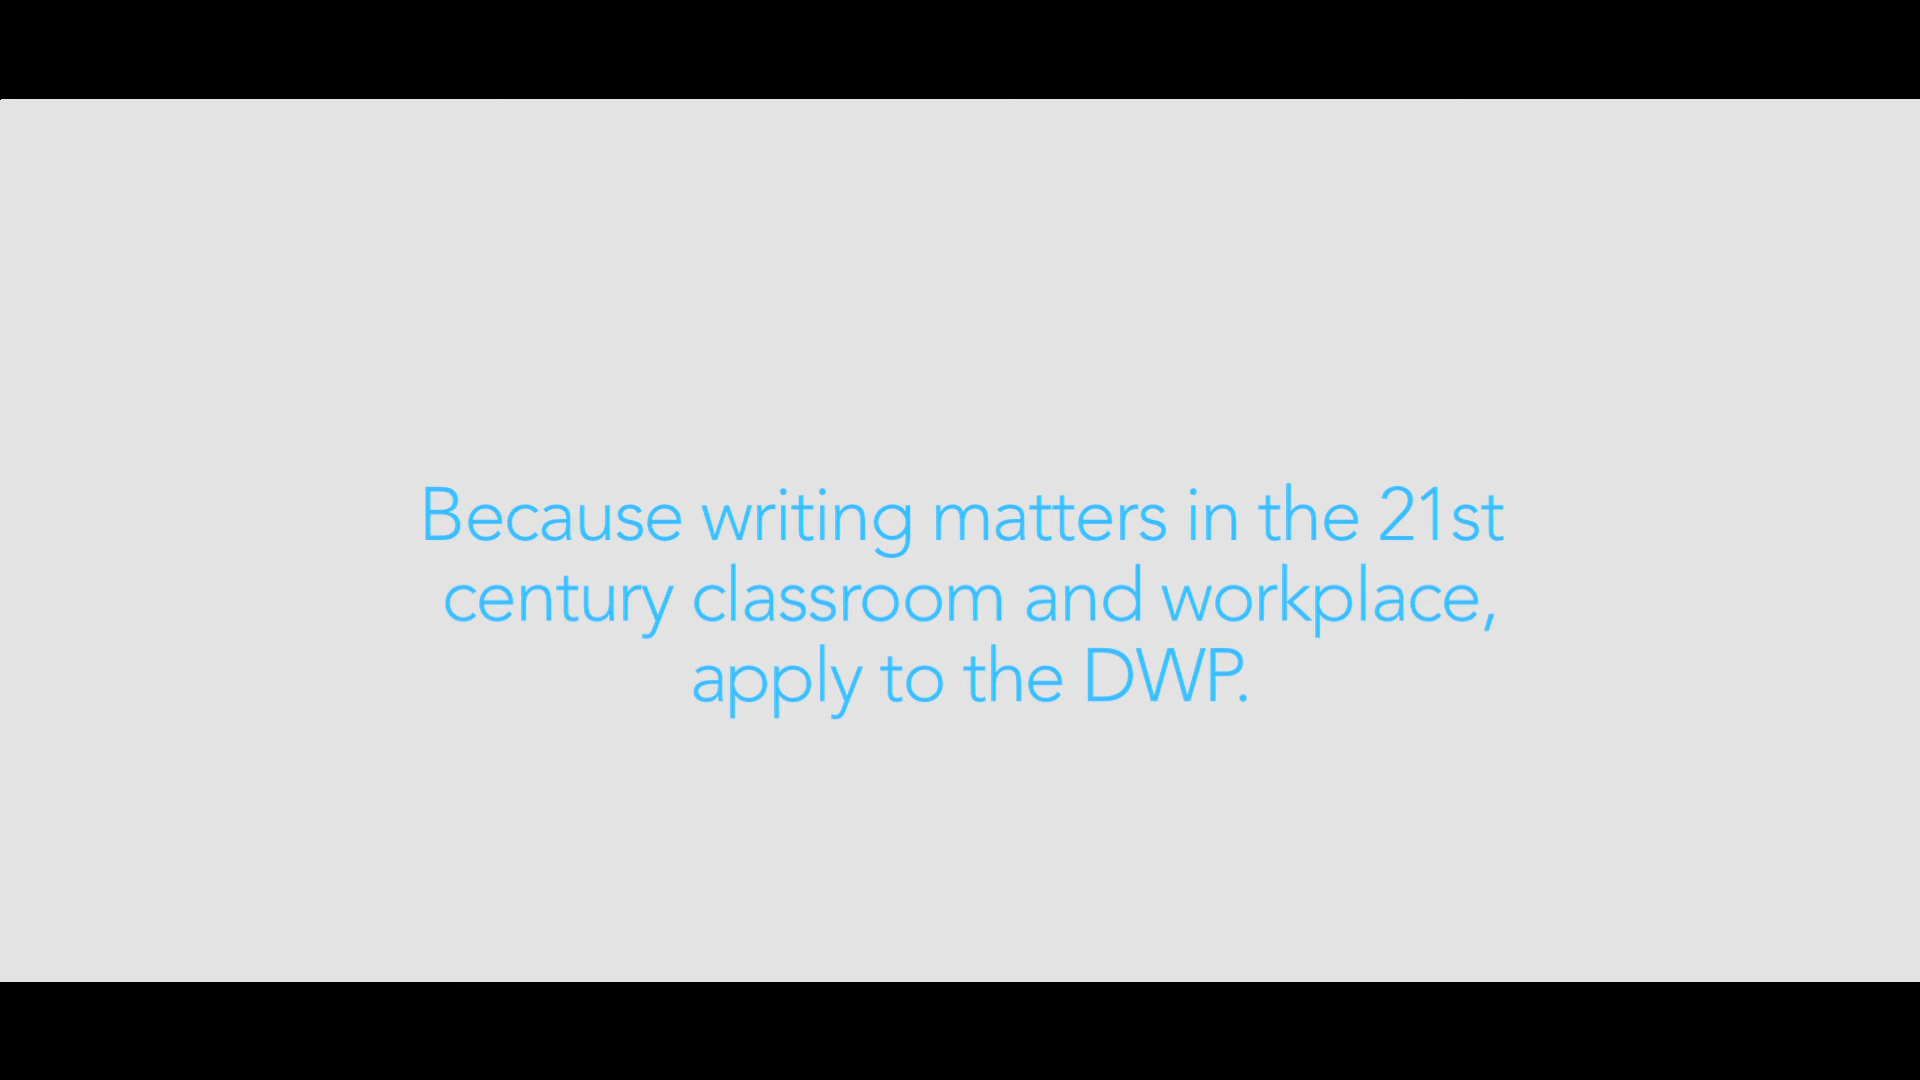 Because writing matters in the 21st
century classroom and workplace,
apply to the DWP.